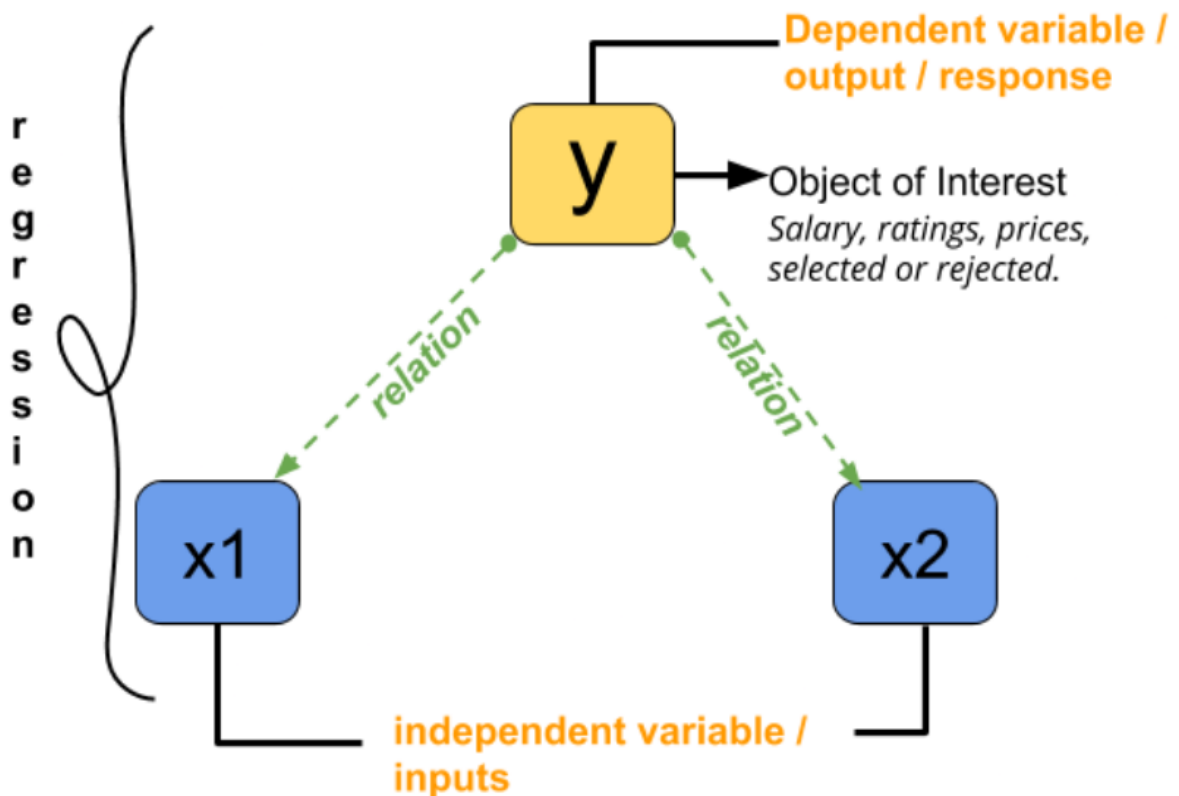 Dependent variable /
output / response
regression
y
Object of Interest
Salary, ratings, prices,
selected or rejected.
relation
relation
x1
x2
independent variable /
inputs